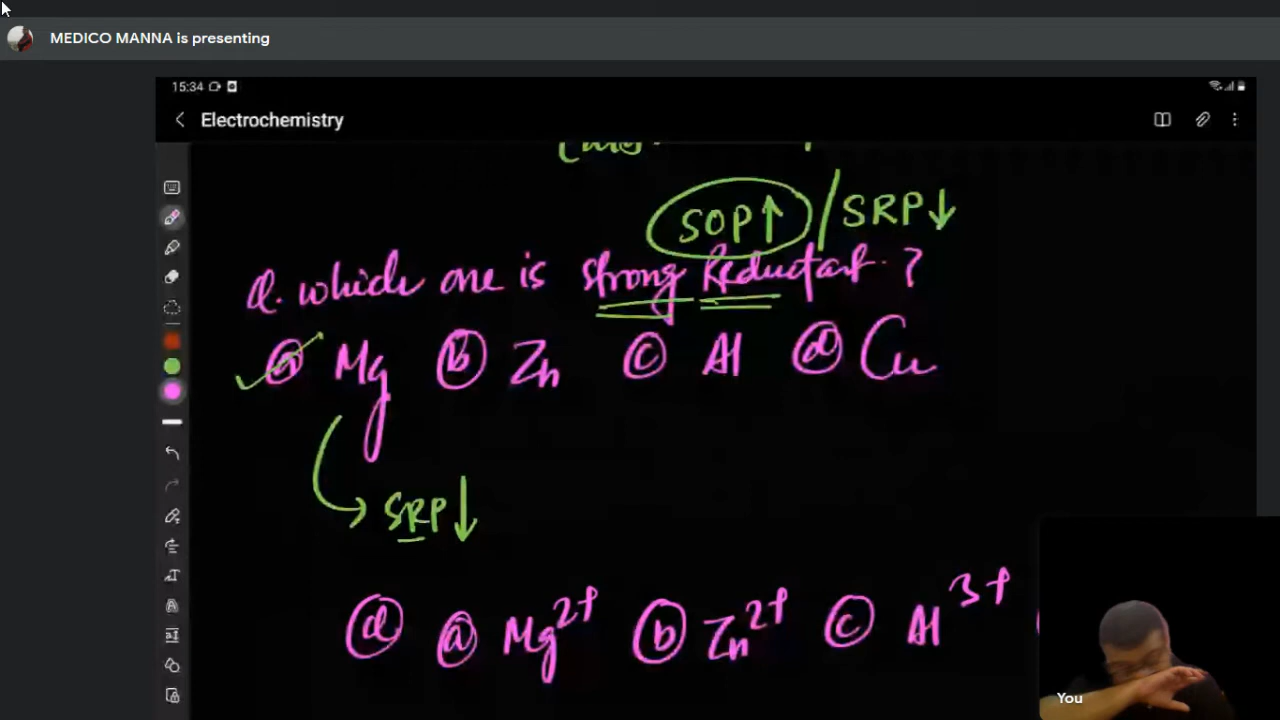 MEDICO MANNA is presenting
15:34
Electrochemistry
SOP↑ / SRP↓
Q. which one is strong Reductant. ?
(a) Mg (b) Zn (c) Al (d) Cu
SRP↓
(d) (a) Mg2+ (b) Zn2+ (c) Al3+
You